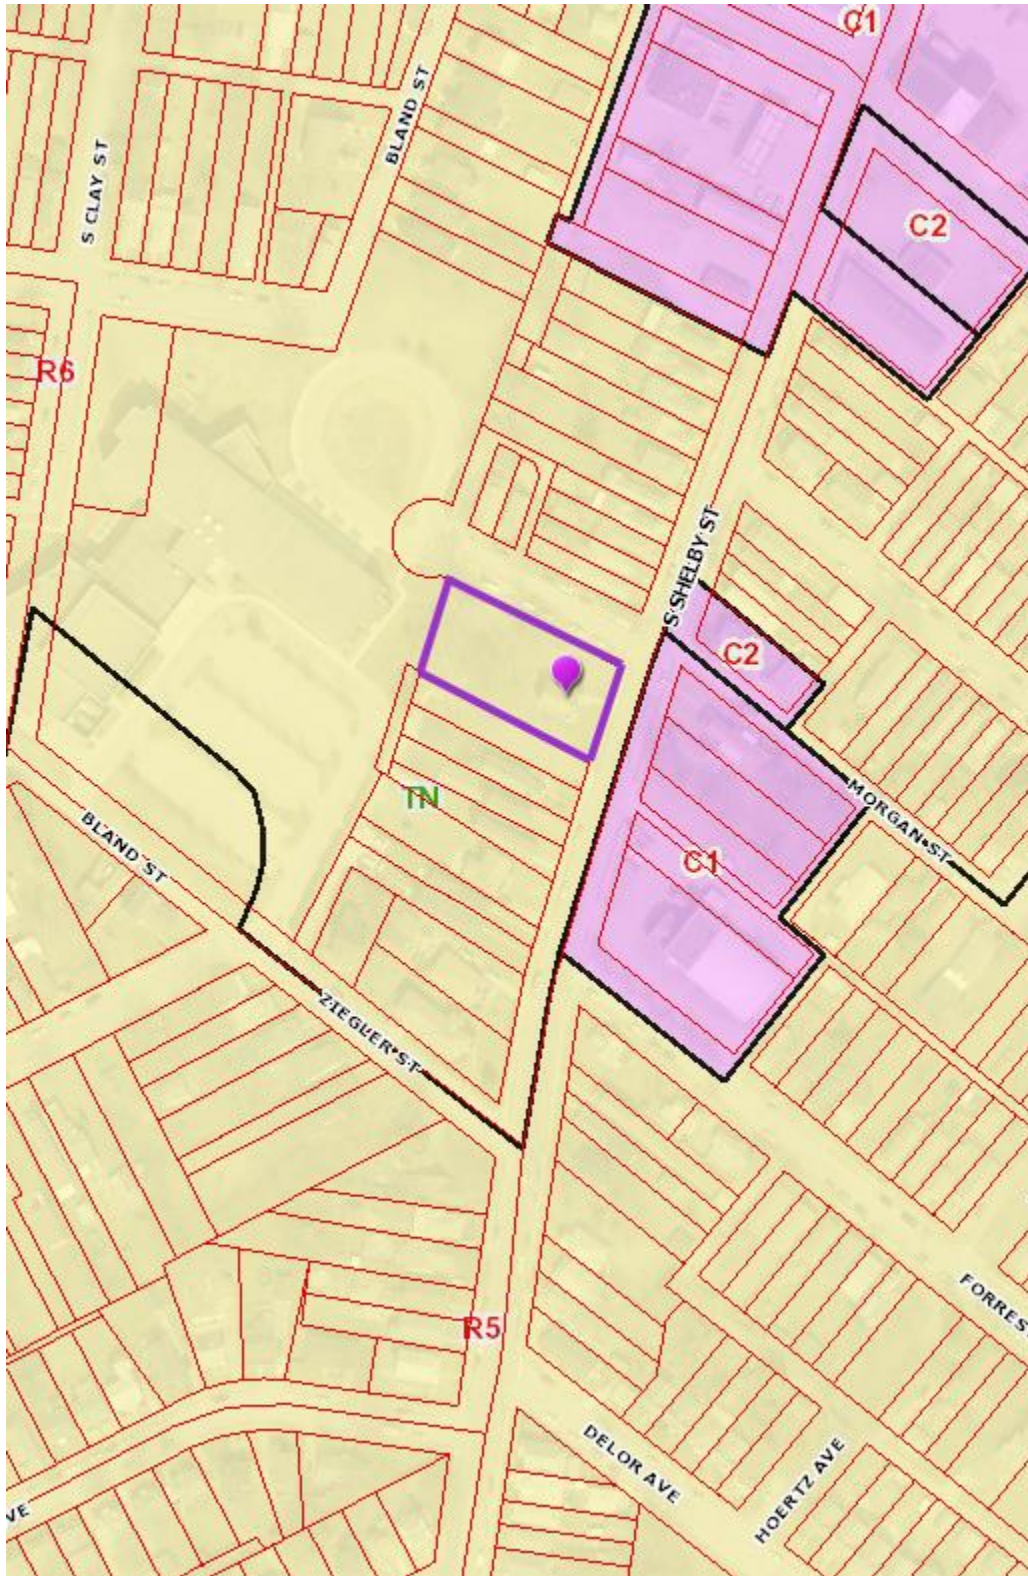 C1
BLAND ST
S CLAY ST
C2
R6
S SHELBY ST
C2
TN
MORGAN ST
BLAND ST
C1
ZIEGLER ST
FORRES
R5
DELOR AVE
HOERTZ AVE
VE